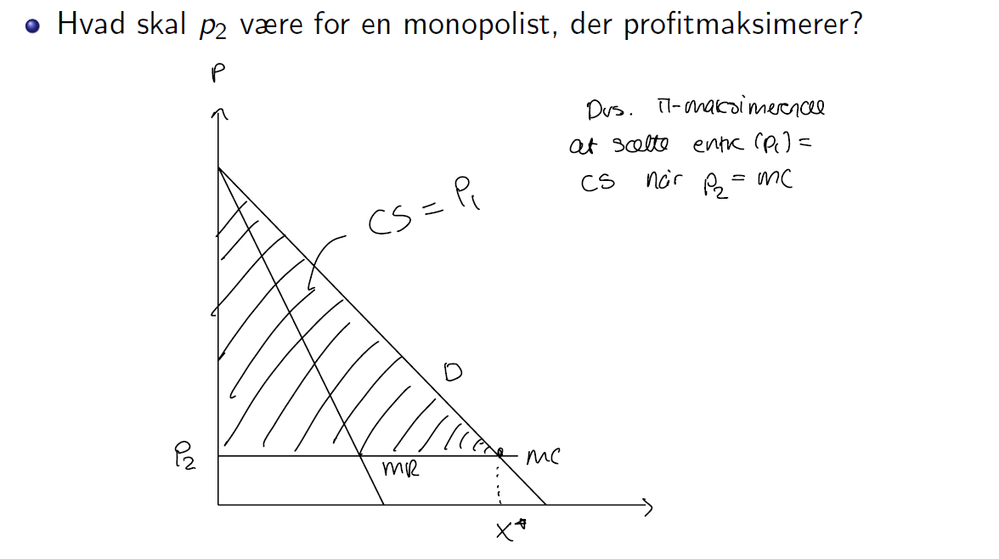 Hvad skal p₂ være for en monopolist, der profitmaksimerer?
P
Dvs. π-maksimerende
at sætte entré (P₁) =
CS når P₂ = MC
CS = P₁
D
P₂
MC
MR
X*